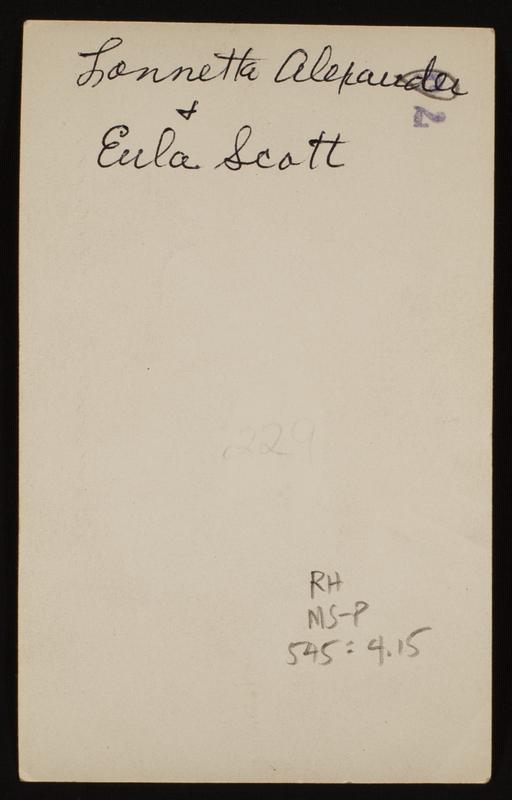 Lonnetta Alexander
&
Eula Scott
2
229
RH
MS-P
545:4.15